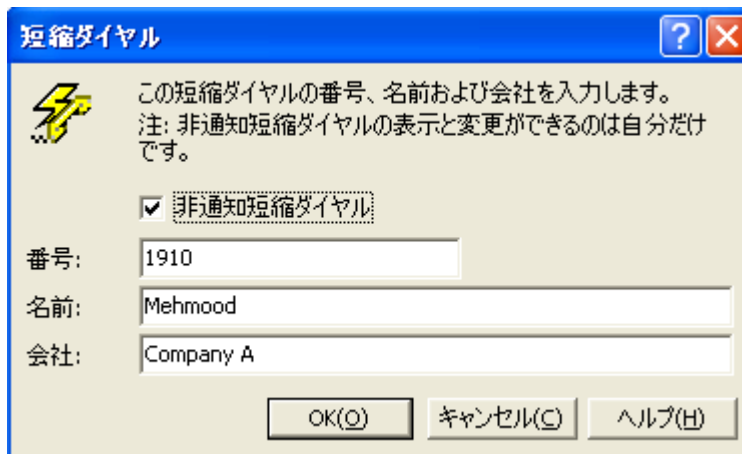 短縮ダイヤル
この短縮ダイヤルの番号、名前および会社を入力します。
注: 非通知短縮ダイヤルの表示と変更ができるのは自分だけ
です。
非通知短縮ダイヤル
番号: 1910
名前: Mehmood
会社: Company A
OK(O) キャンセル(C) ヘルプ(H)